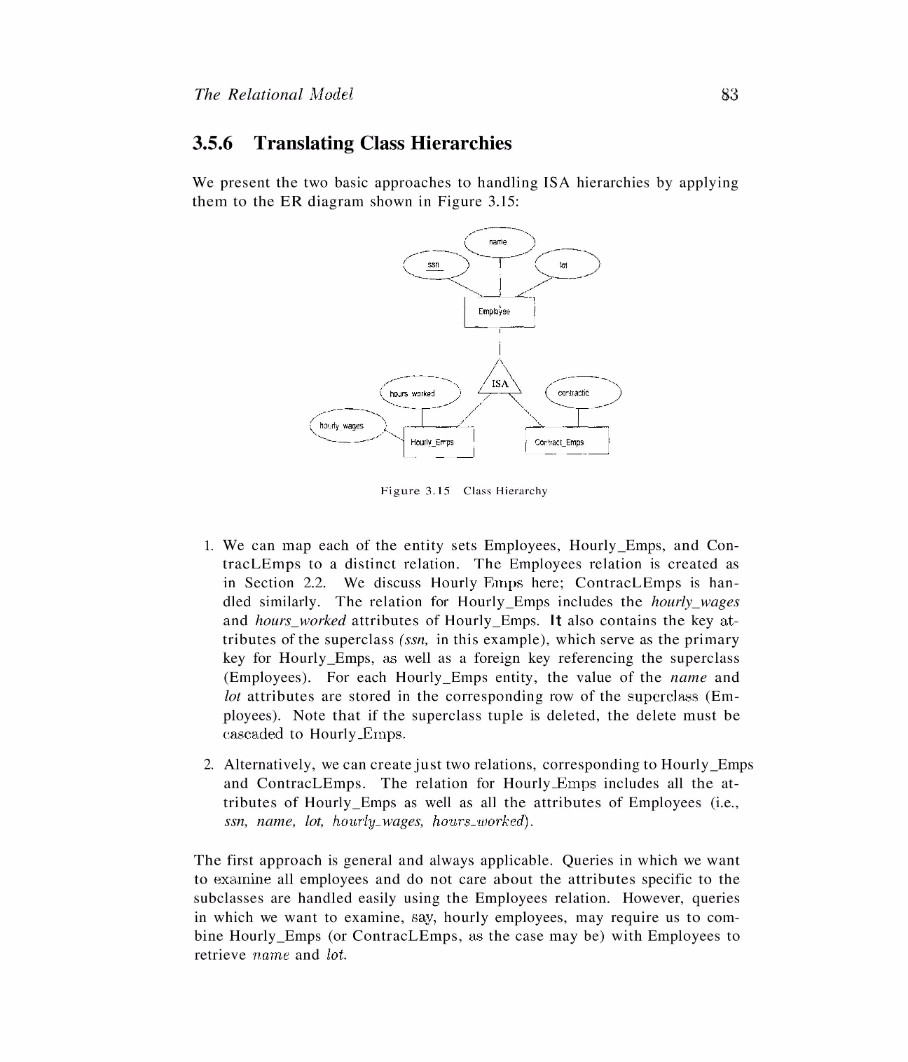 The Relational Model 83
3.5.6 Translating Class Hierarchies
We present the two basic approaches to handling ISA hierarchies by applying
them to the ER diagram shown in Figure 3.15:
name
ssn
lot
Employee
ISA
hours worked
contractic
hourly wages
Hourly_Emps
Contract_Emps
Figure 3.15 Class Hierarchy
1. We can map each of the entity sets Employees, Hourly_Emps, and Con-
tracLEmps to a distinct relation. The Employees relation is created as
in Section 2.2. We discuss Hourly Emps here; ContracLEmps is han-
dled similarly. The relation for Hourly_Emps includes the hourly_wages
and hours_worked attributes of Hourly_Emps. It also contains the key at-
tributes of the superclass (ssn, in this example), which serve as the primary
key for Hourly_Emps, as well as a foreign key referencing the superclass
(Employees). For each Hourly_Emps entity, the value of the name and
lot attributes are stored in the corresponding row of the superclass (Em-
ployees). Note that if the superclass tuple is deleted, the delete must be
cascaded to Hourly_Emps.
2. Alternatively, we can create just two relations, corresponding to Hourly_Emps
and ContracLEmps. The relation for Hourly_Emps includes all the at-
tributes of Hourly_Emps as well as all the attributes of Employees (i.e.,
ssn, name, lot, hourly_wages, hours_worked).
The first approach is general and always applicable. Queries in which we want
to examine all employees and do not care about the attributes specific to the
subclasses are handled easily using the Employees relation. However, queries
in which we want to examine, say, hourly employees, may require us to com-
bine Hourly_Emps (or ContracLEmps, as the case may be) with Employees to
retrieve name and lot.